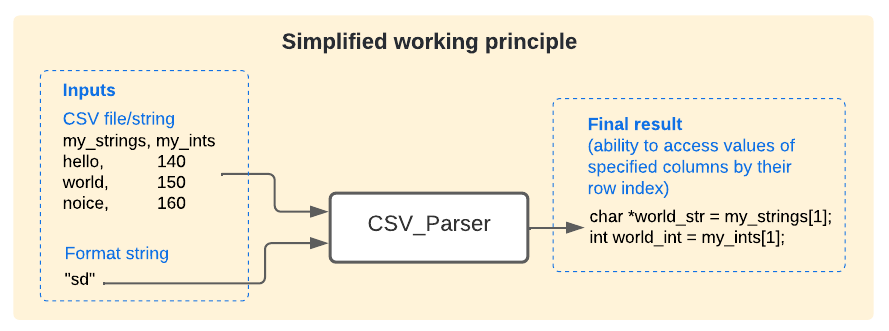 Simplified working principle
Inputs
CSV file/string
my_strings, my_ints
hello, 140
world, 150
noice, 160
Format string
"sd"
CSV_Parser
Final result
(ability to access values of
specified columns by their
row index)
char *world_str = my_strings[1];
int world_int = my_ints[1];